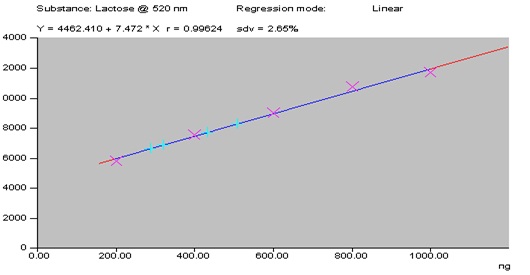 Substance: Lactose @ 520 nm Regression mode: Linear
Y = 4462.410 + 7.472 * X r = 0.99624 sdv = 2.65%
4000
2000
0000
8000
6000
4000
2000
0
0.00 200.00 400.00 600.00 800.00 1000.00
ng